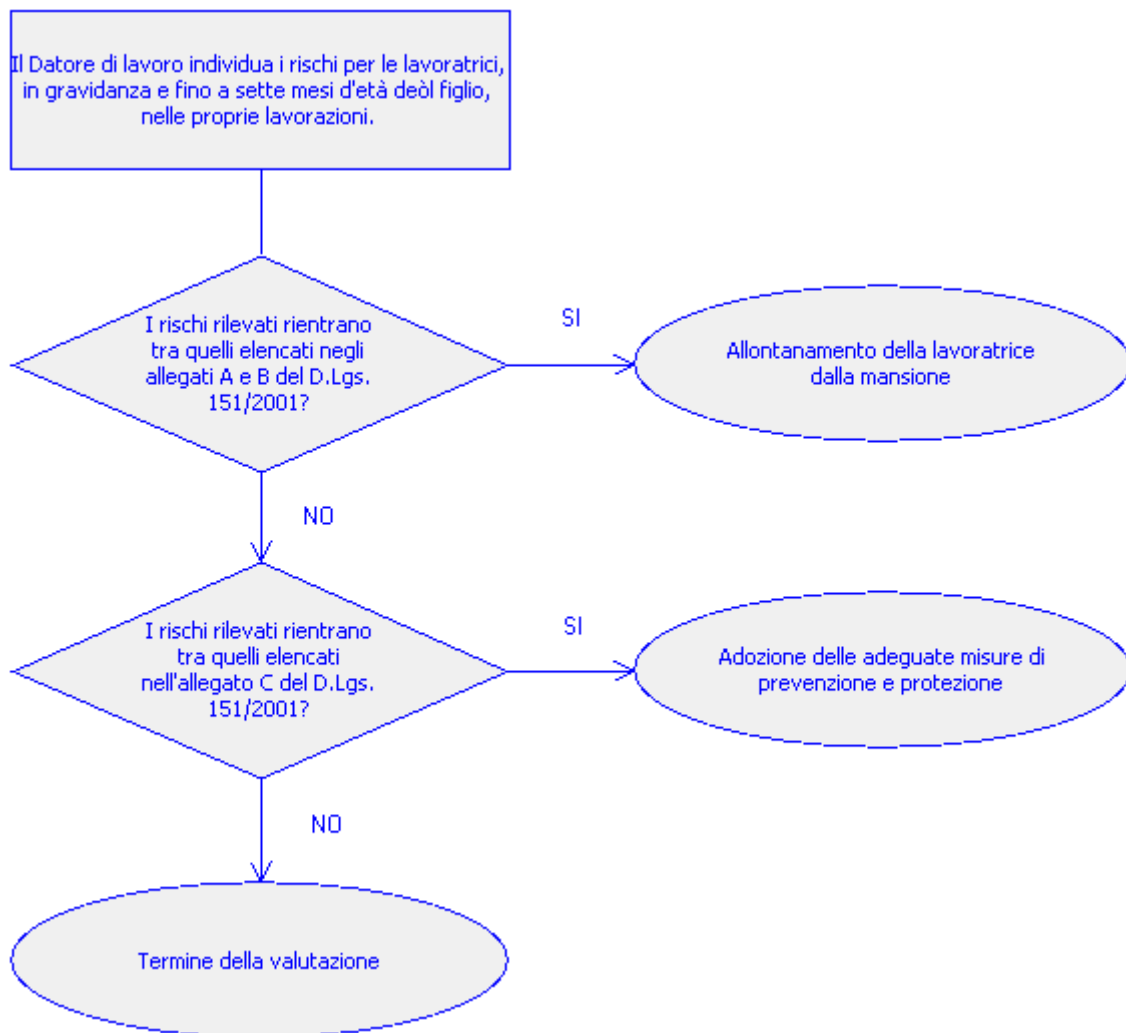 Il Datore di lavoro individua i rischi per le lavoratrici,
in gravidanza e fino a sette mesi d'età deòl figlio,
nelle proprie lavorazioni.
I rischi rilevati rientrano
tra quelli elencati negli
allegati A e B del D.Lgs.
151/2001?
SI
Allontanamento della lavoratrice
dalla mansione
NO
I rischi rilevati rientrano
tra quelli elencati
nell'allegato C del D.Lgs.
151/2001?
SI
Adozione delle adeguate misure di
prevenzione e protezione
NO
Termine della valutazione